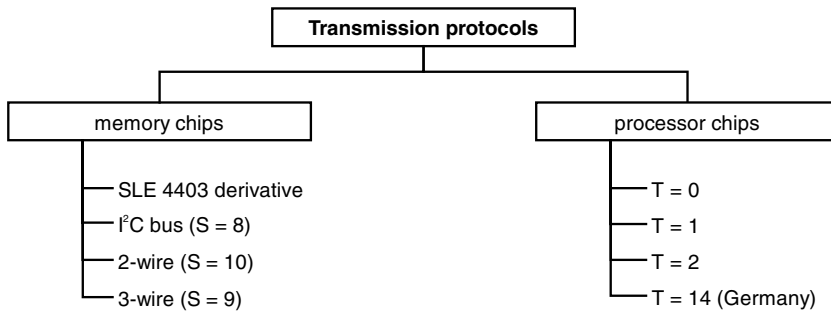 Transmission protocols
memory chips
SLE 4403 derivative
I²C bus (S = 8)
2-wire (S = 10)
3-wire (S = 9)
processor chips
T = 0
T = 1
T = 2
T = 14 (Germany)